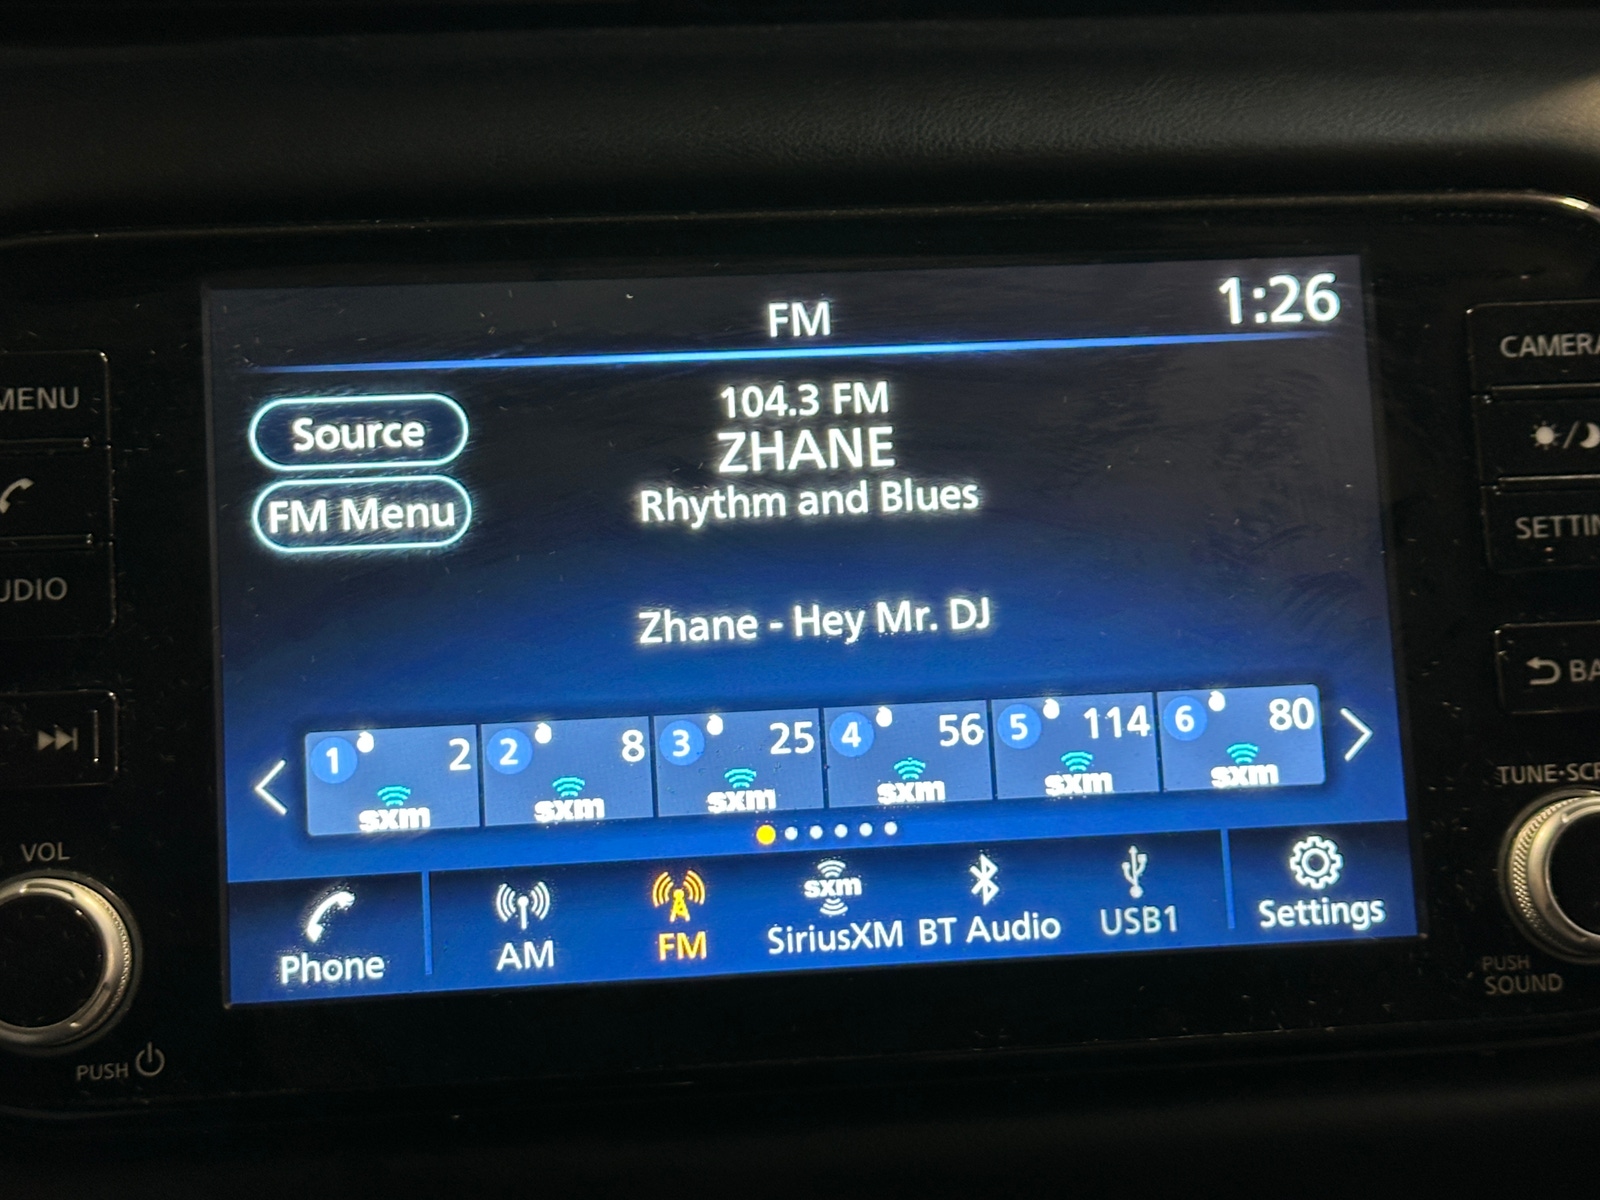 FM
1:26
MENU
CAMERA
Source
104.3 FM
ZHANE
Rhythm and Blues
FM Menu
Zhane - Hey Mr. DJ
1 2
sxm
2 8
sxm
3 25
sxm
4 56
sxm
5 114
sxm
6 80
sxm
VOL
PUSH
Phone
AM
FM
sxm
SiriusXM
BT Audio
USB1
Settings
UDIO
SETTIN
BA
TUNE·SCR
PUSH
SOUND